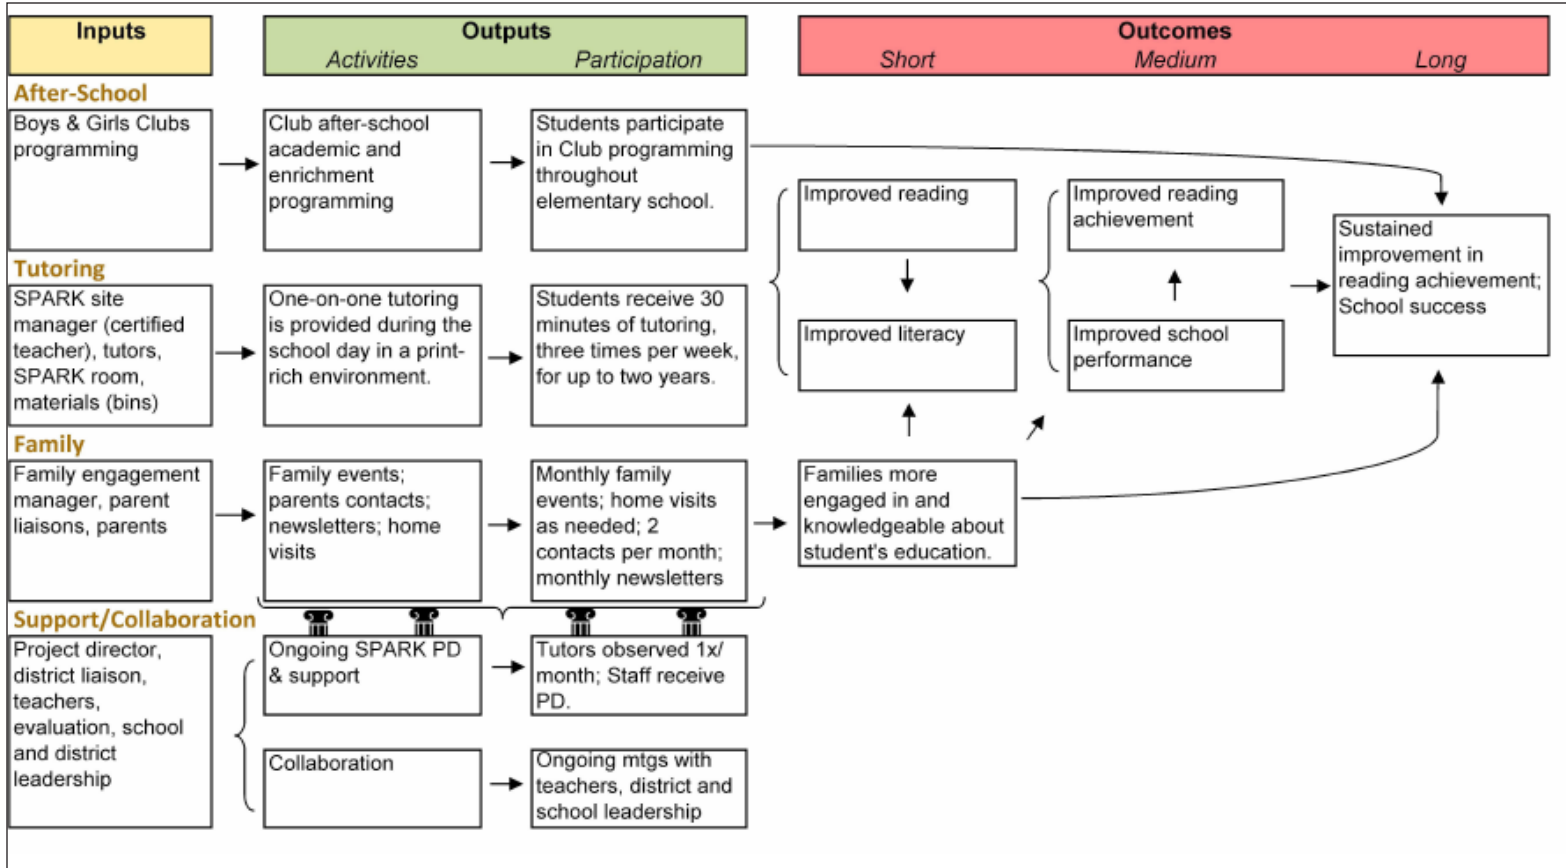 Inputs
Outputs
Activities
Participation
Outcomes
Short
Medium
Long
After-School
Boys & Girls Clubs
programming
Club after-school
academic and
enrichment
programming
Students participate
in Club programming
throughout
elementary school.
Improved reading
Improved reading
achievement
Sustained
improvement in
reading achievement;
School success
Tutoring
SPARK site
manager (certified
teacher), tutors,
SPARK room,
materials (bins)
One-on-one tutoring
is provided during the
school day in a print-
rich environment.
Students receive 30
minutes of tutoring,
three times per week,
for up to two years.
Improved literacy
Improved school
performance
Family
Family engagement
manager, parent
liaisons, parents
Family events;
parents contacts;
newsletters; home
visits
Monthly family
events; home visits
as needed; 2
contacts per month;
monthly newsletters
Families more
engaged in and
knowledgeable about
student's education.
Support/Collaboration
Project director,
district liaison,
teachers,
evaluation, school
and district
leadership
Ongoing SPARK PD
& support
Tutors observed 1x/
month; Staff receive
PD.
Collaboration
Ongoing mtgs with
teachers, district and
school leadership